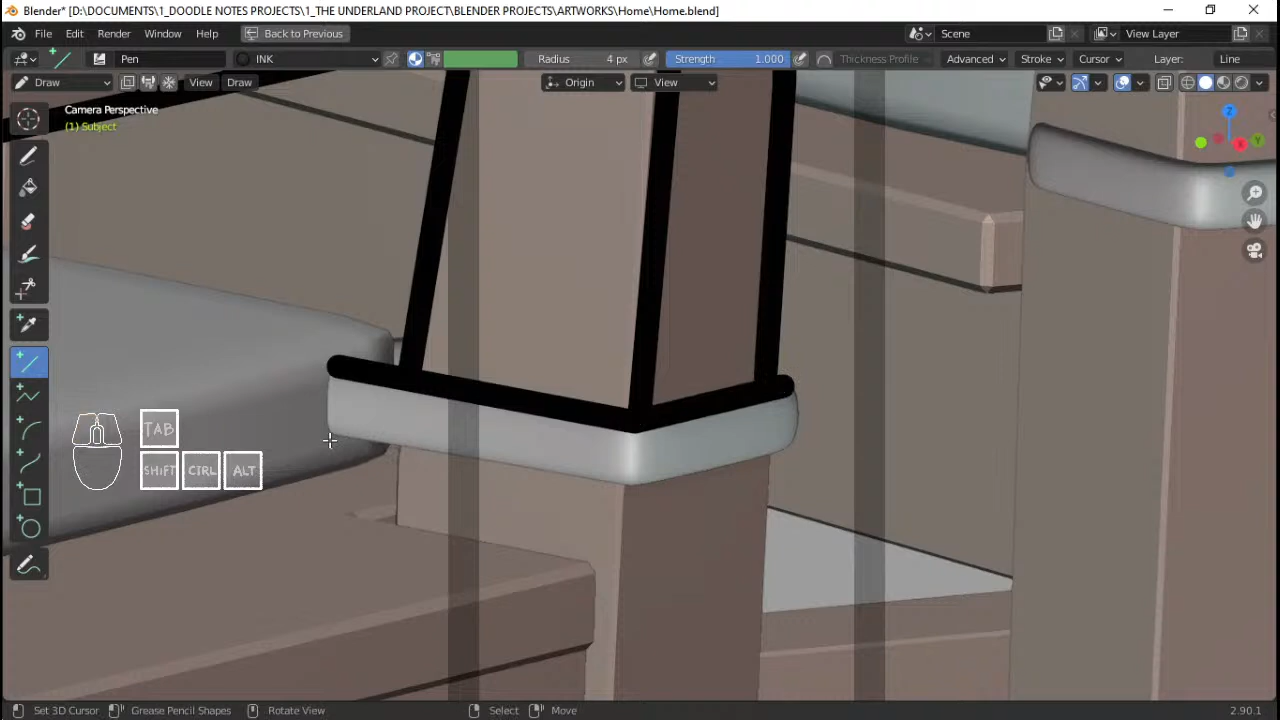 Blender* [D:\DOCUMENTS\1_DOODLE NOTES PROJECTS\1_THE UNDERLAND PROJECT\BLENDER PROJECTS\ARTWORKS\Home\Home.blend]
File Edit Render Window Help Back to Previous Scene View Layer
Pen INK Radius 4 px Strength 1.000 Thickness Profile Advanced Stroke Cursor Layer: Line
Draw View Draw Origin View
Camera Perspective
(1) Subject
Z
Y
X
TAB
SHIFT CTRL ALT
Set 3D Cursor Grease Pencil Shapes Rotate View Select Move 2.90.1